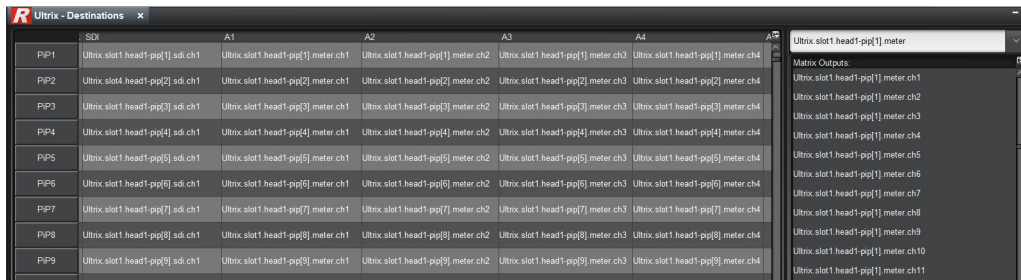 R Ultrix - Destinations x
SDI A1 A2 A3 A4 A5
PiP1 Ultrix.slot1.head1-pip[1].sdi.ch1 Ultrix.slot1.head1-pip[1].meter.ch1 Ultrix.slot1.head1-pip[1].meter.ch2 Ultrix.slot1.head1-pip[1].meter.ch3 Ultrix.slot1.head1-pip[1].meter.ch4
PiP2 Ultrix.slot4.head1-pip[2].sdi.ch1 Ultrix.slot1.head1-pip[2].meter.ch1 Ultrix.slot1.head1-pip[2].meter.ch2 Ultrix.slot1.head1-pip[2].meter.ch3 Ultrix.slot1.head1-pip[2].meter.ch4
PiP3 Ultrix.slot1.head1-pip[3].sdi.ch1 Ultrix.slot1.head1-pip[3].meter.ch1 Ultrix.slot1.head1-pip[3].meter.ch2 Ultrix.slot1.head1-pip[3].meter.ch3 Ultrix.slot1.head1-pip[3].meter.ch4
PiP4 Ultrix.slot1.head1-pip[4].sdi.ch1 Ultrix.slot1.head1-pip[4].meter.ch1 Ultrix.slot1.head1-pip[4].meter.ch2 Ultrix.slot1.head1-pip[4].meter.ch3 Ultrix.slot1.head1-pip[4].meter.ch4
PiP5 Ultrix.slot1.head1-pip[5].sdi.ch1 Ultrix.slot1.head1-pip[5].meter.ch1 Ultrix.slot1.head1-pip[5].meter.ch2 Ultrix.slot1.head1-pip[5].meter.ch3 Ultrix.slot1.head1-pip[5].meter.ch4
PiP6 Ultrix.slot1.head1-pip[6].sdi.ch1 Ultrix.slot1.head1-pip[6].meter.ch1 Ultrix.slot1.head1-pip[6].meter.ch2 Ultrix.slot1.head1-pip[6].meter.ch3 Ultrix.slot1.head1-pip[6].meter.ch4
PiP7 Ultrix.slot1.head1-pip[7].sdi.ch1 Ultrix.slot1.head1-pip[7].meter.ch1 Ultrix.slot1.head1-pip[7].meter.ch2 Ultrix.slot1.head1-pip[7].meter.ch3 Ultrix.slot1.head1-pip[7].meter.ch4
PiP8 Ultrix.slot1.head1-pip[8].sdi.ch1 Ultrix.slot1.head1-pip[8].meter.ch1 Ultrix.slot1.head1-pip[8].meter.ch2 Ultrix.slot1.head1-pip[8].meter.ch3 Ultrix.slot1.head1-pip[8].meter.ch4
PiP9 Ultrix.slot1.head1-pip[9].sdi.ch1 Ultrix.slot1.head1-pip[9].meter.ch1 Ultrix.slot1.head1-pip[9].meter.ch2 Ultrix.slot1.head1-pip[9].meter.ch3 Ultrix.slot1.head1-pip[9].meter.ch4
Ultrix.slot1.head1-pip[1].meter
Matrix Outputs:
Ultrix.slot1.head1-pip[1].meter.ch1
Ultrix.slot1.head1-pip[1].meter.ch2
Ultrix.slot1.head1-pip[1].meter.ch3
Ultrix.slot1.head1-pip[1].meter.ch4
Ultrix.slot1.head1-pip[1].meter.ch5
Ultrix.slot1.head1-pip[1].meter.ch6
Ultrix.slot1.head1-pip[1].meter.ch7
Ultrix.slot1.head1-pip[1].meter.ch8
Ultrix.slot1.head1-pip[1].meter.ch9
Ultrix.slot1.head1-pip[1].meter.ch10
Ultrix.slot1.head1-pip[1].meter.ch11